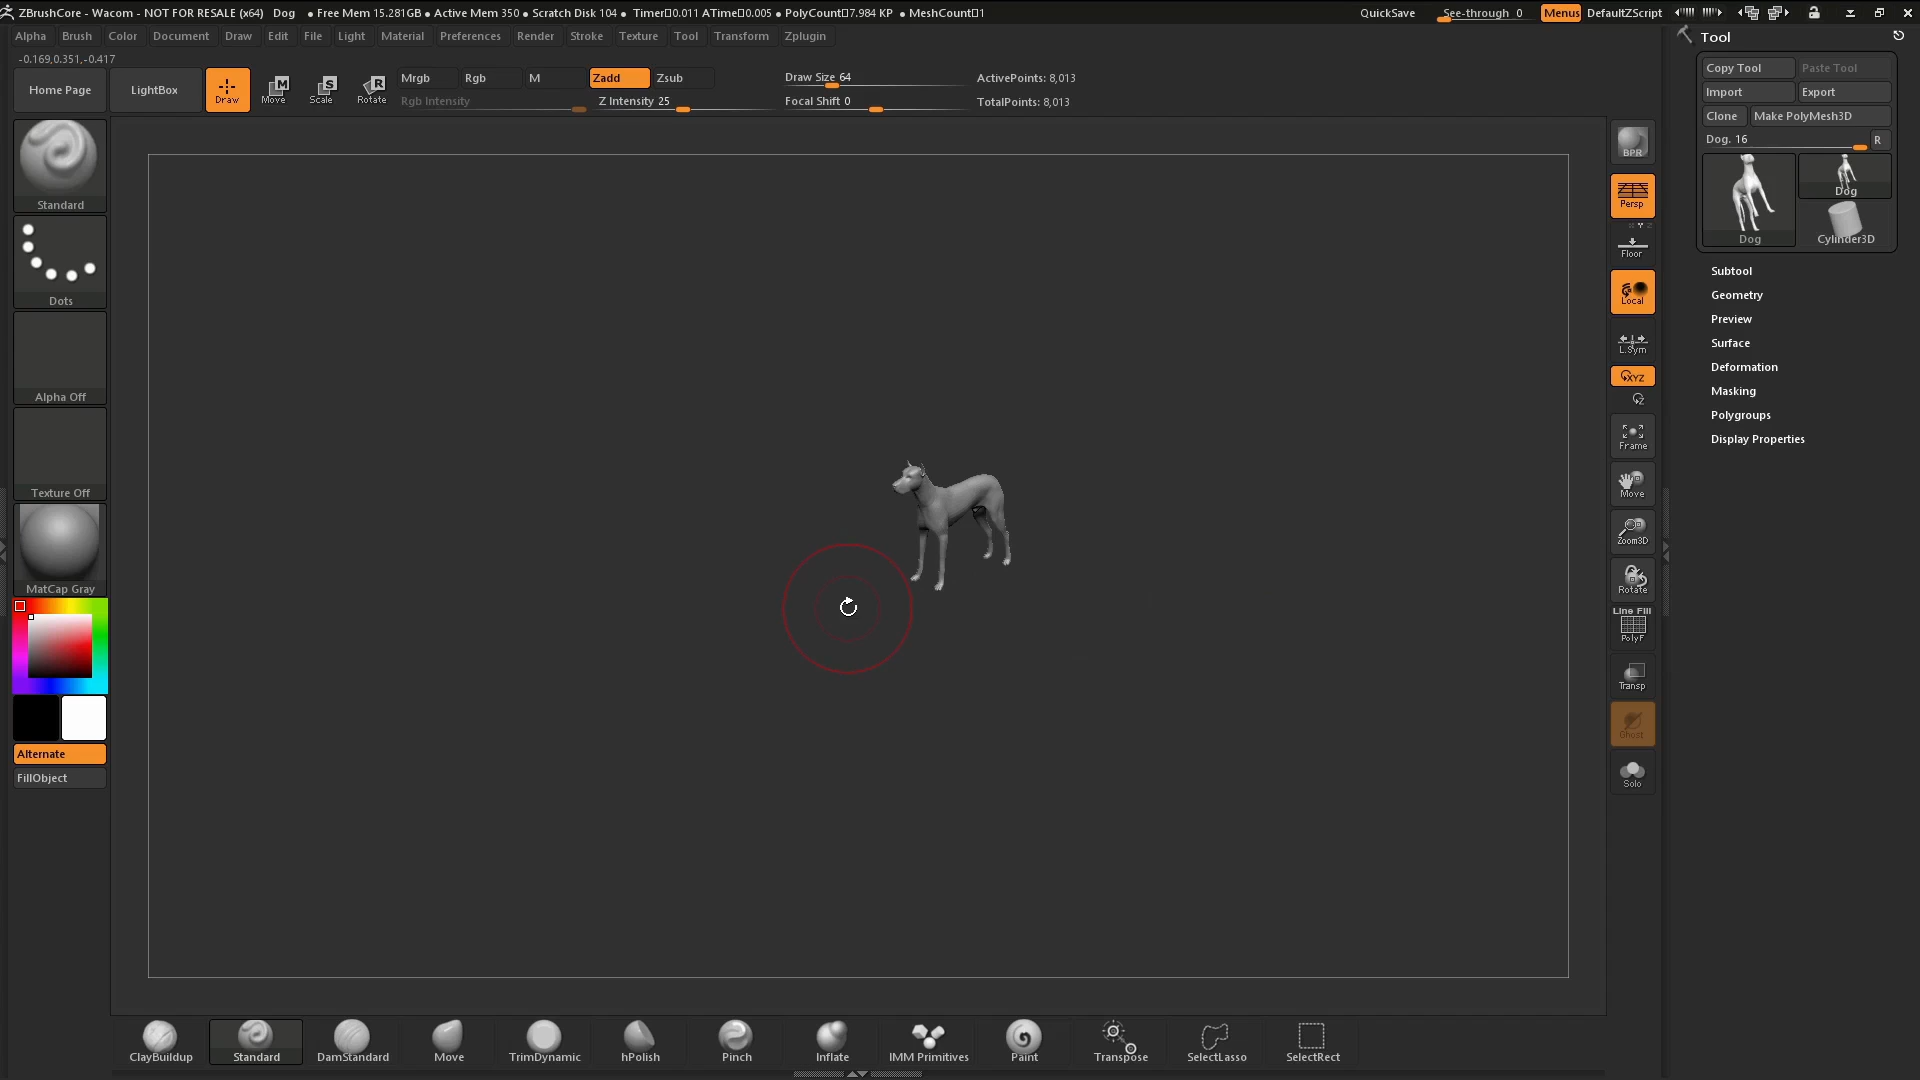 ZBrushCore - Wacom - NOT FOR RESALE (x64) Dog ● Free Mem 15.281GB ● Active Mem 350 ● Scratch Disk 104 ● Timer▯0.011 ATime▯0.005 ● PolyCount▯7.984 KP ● MeshCount▯1 QuickSave See-through 0 Menus DefaultZScript
Alpha Brush Color Document Draw Edit File Light Material Preferences Render Stroke Texture Tool Transform Zplugin
Tool
-0.169,0.351,-0.417
Home Page LightBox Draw Move Scale Rotate
M S R
Mrgb Rgb M Zadd Zsub
Rgb Intensity Z Intensity 25
Draw Size 64
Focal Shift 0
ActivePoints: 8,013
TotalPoints: 8,013
Copy Tool Paste Tool
Import Export
Clone Make PolyMesh3D
Dog. 16 R
Dog
Dog Cylinder3D
Subtool
Geometry
Preview
Surface
Deformation
Masking
Polygroups
Display Properties
Standard
Dots
Alpha Off
Texture Off
MatCap Gray
Alternate
FillObject
BPR
Persp
Floor
Local
L.Sym
XYZ
Z
Frame
Move
Zoom3D
Rotate
Line Fill
PolyF
Transp
Ghost
Solo
ClayBuildup Standard DamStandard Move TrimDynamic hPolish Pinch Inflate IMM Primitives Paint Transpose SelectLasso SelectRect